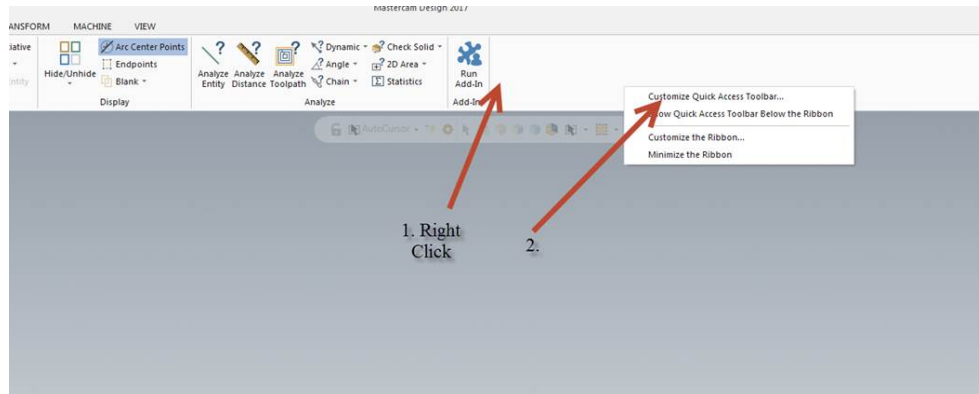 Mastercam Design 2017
ANSFORM MACHINE VIEW
iative
Arc Center Points
Endpoints
Blank
Hide/Unhide
Display
Analyze Entity
Analyze Distance
Analyze Toolpath
Dynamic
Angle
Chain
Check Solid
2D Area
Statistics
Analyze
Run Add-In
Add-In
AutoCursor
Customize Quick Access Toolbar...
Show Quick Access Toolbar Below the Ribbon
Customize the Ribbon...
Minimize the Ribbon
1. Right
Click
2.